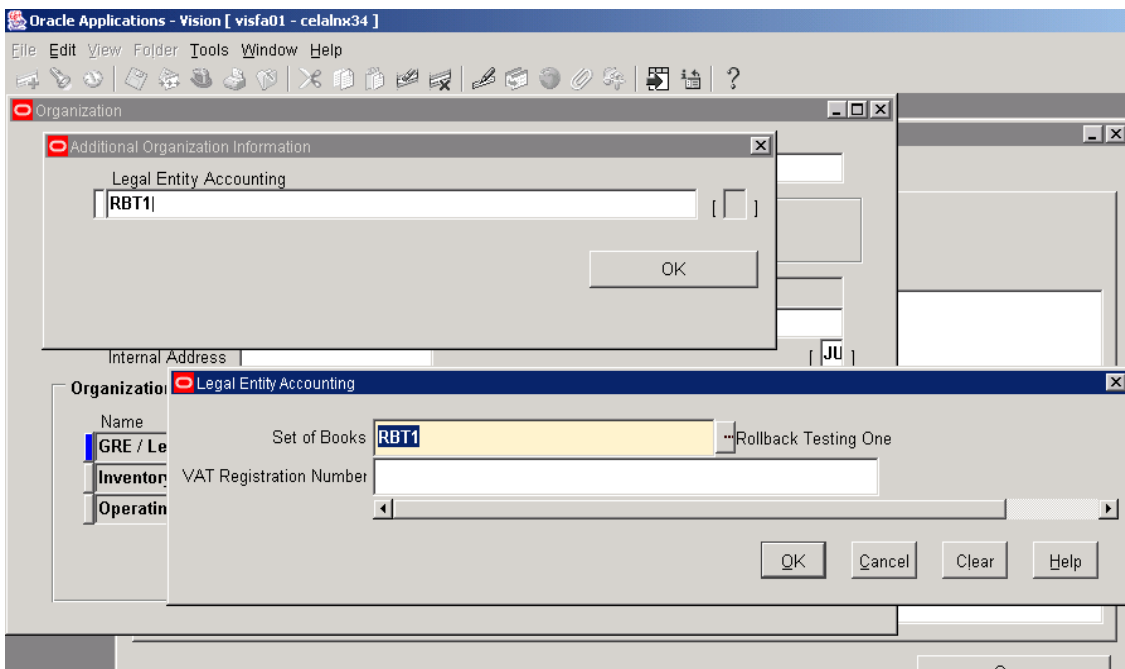 Oracle Applications - Vision [ visfa01 - celalnx34 ]
File Edit View Folder Tools Window Help
?
Organization
Additional Organization Information
Legal Entity Accounting
RBT1
[ ]
OK
Internal Address
[ JU ]
Organization
Legal Entity Accounting
Name
Set of Books RBT1 ... Rollback Testing One
GRE / Le
VAT Registration Number
Inventory
Operatin
OK Cancel Clear Help